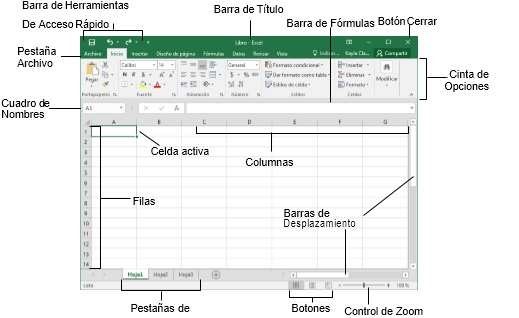 Barra de Herramientas
De Acceso Rápido
Barra de Título
Barra de Fórmulas
Botón Cerrar
Pestaña
Archivo
Cinta de
Opciones
Cuadro de
Nombres
Libro - Excel
Archivo Inicio Insertar Diseño de página Fórmulas Datos Revisar Vista Compartir
Pegar
Calibri 14
General
Formato condicional
Dar formato como tabla
Estilos de celda
Insertar
Eliminar
Formato
Modificar
Portapapeles Fuente Alineación Número Estilos Celdas
A1
fx
A B C D E F G
1
2
3
4
5
6
7
8
9
10
11
12
13
14
Celda activa
Columnas
Filas
Barras de
Desplazamiento
Hoja1 Hoja2 Hoja3
Listo
100%
Pestañas de
Botones
Control de Zoom